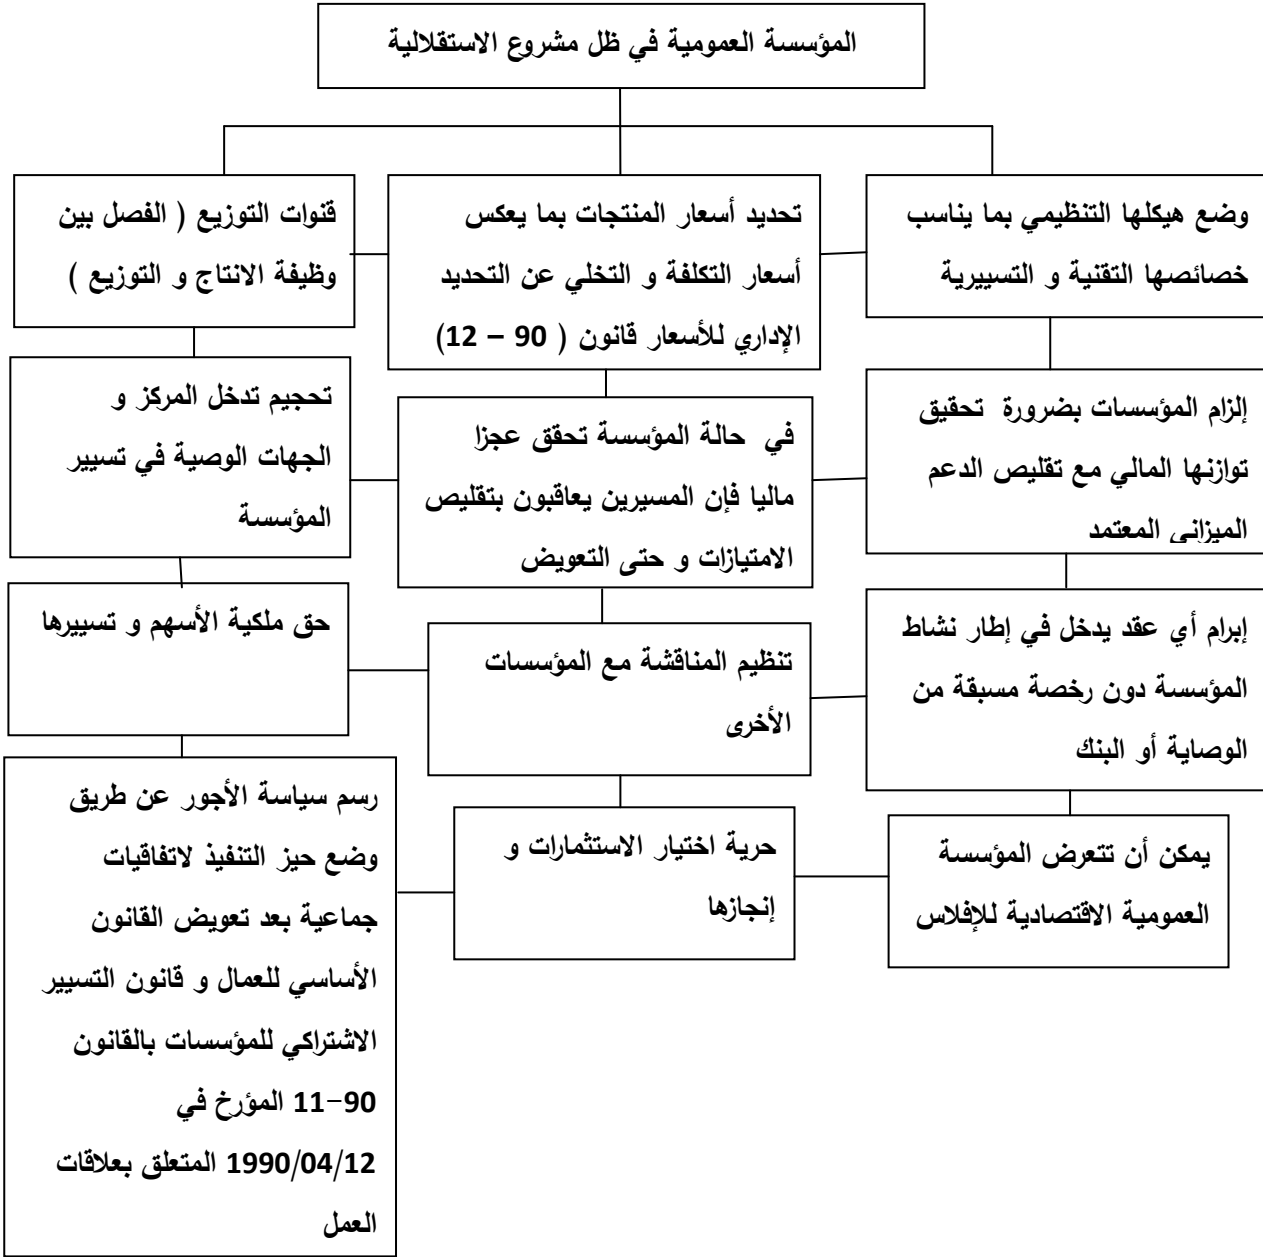 المؤسسة العمومية في ظل مشروع الاستقلالية
وضع هيكلها التنظيمي بما يناسب
خصائصها التقنية و التسييرية
تحديد أسعار المنتجات بما يعكس
أسعار التكلفة و التخلي عن التحديد
الإداري للأسعار قانون ( 90 – 12)
قنوات التوزيع ( الفصل بين
وظيفة الانتاج و التوزيع )
إلزام المؤسسات بضرورة تحقيق
توازنها المالي مع تقليص الدعم
الميزاني المعتمد
في حالة المؤسسة تحقق عجزا
ماليا فإن المسيرين يعاقبون بتقليص
الامتيازات و حتى التعويض
تحجيم تدخل المركز و
الجهات الوصية في تسيير
المؤسسة
إبرام أي عقد يدخل في إطار نشاط
المؤسسة دون رخصة مسبقة من
الوصاية أو البنك
تنظيم المناقشة مع المؤسسات
الأخرى
حق ملكية الأسهم و تسييرها
يمكن أن تتعرض المؤسسة
العمومية الاقتصادية للإفلاس
حرية اختيار الاستثمارات و
إنجازها
رسم سياسة الأجور عن طريق
وضع حيز التنفيذ لاتفاقيات
جماعية بعد تعويض القانون
الأساسي للعمال و قانون التسيير
الاشتراكي للمؤسسات بالقانون
90-11 المؤرخ في
1990/04/12 المتعلق بعلاقات
العمل